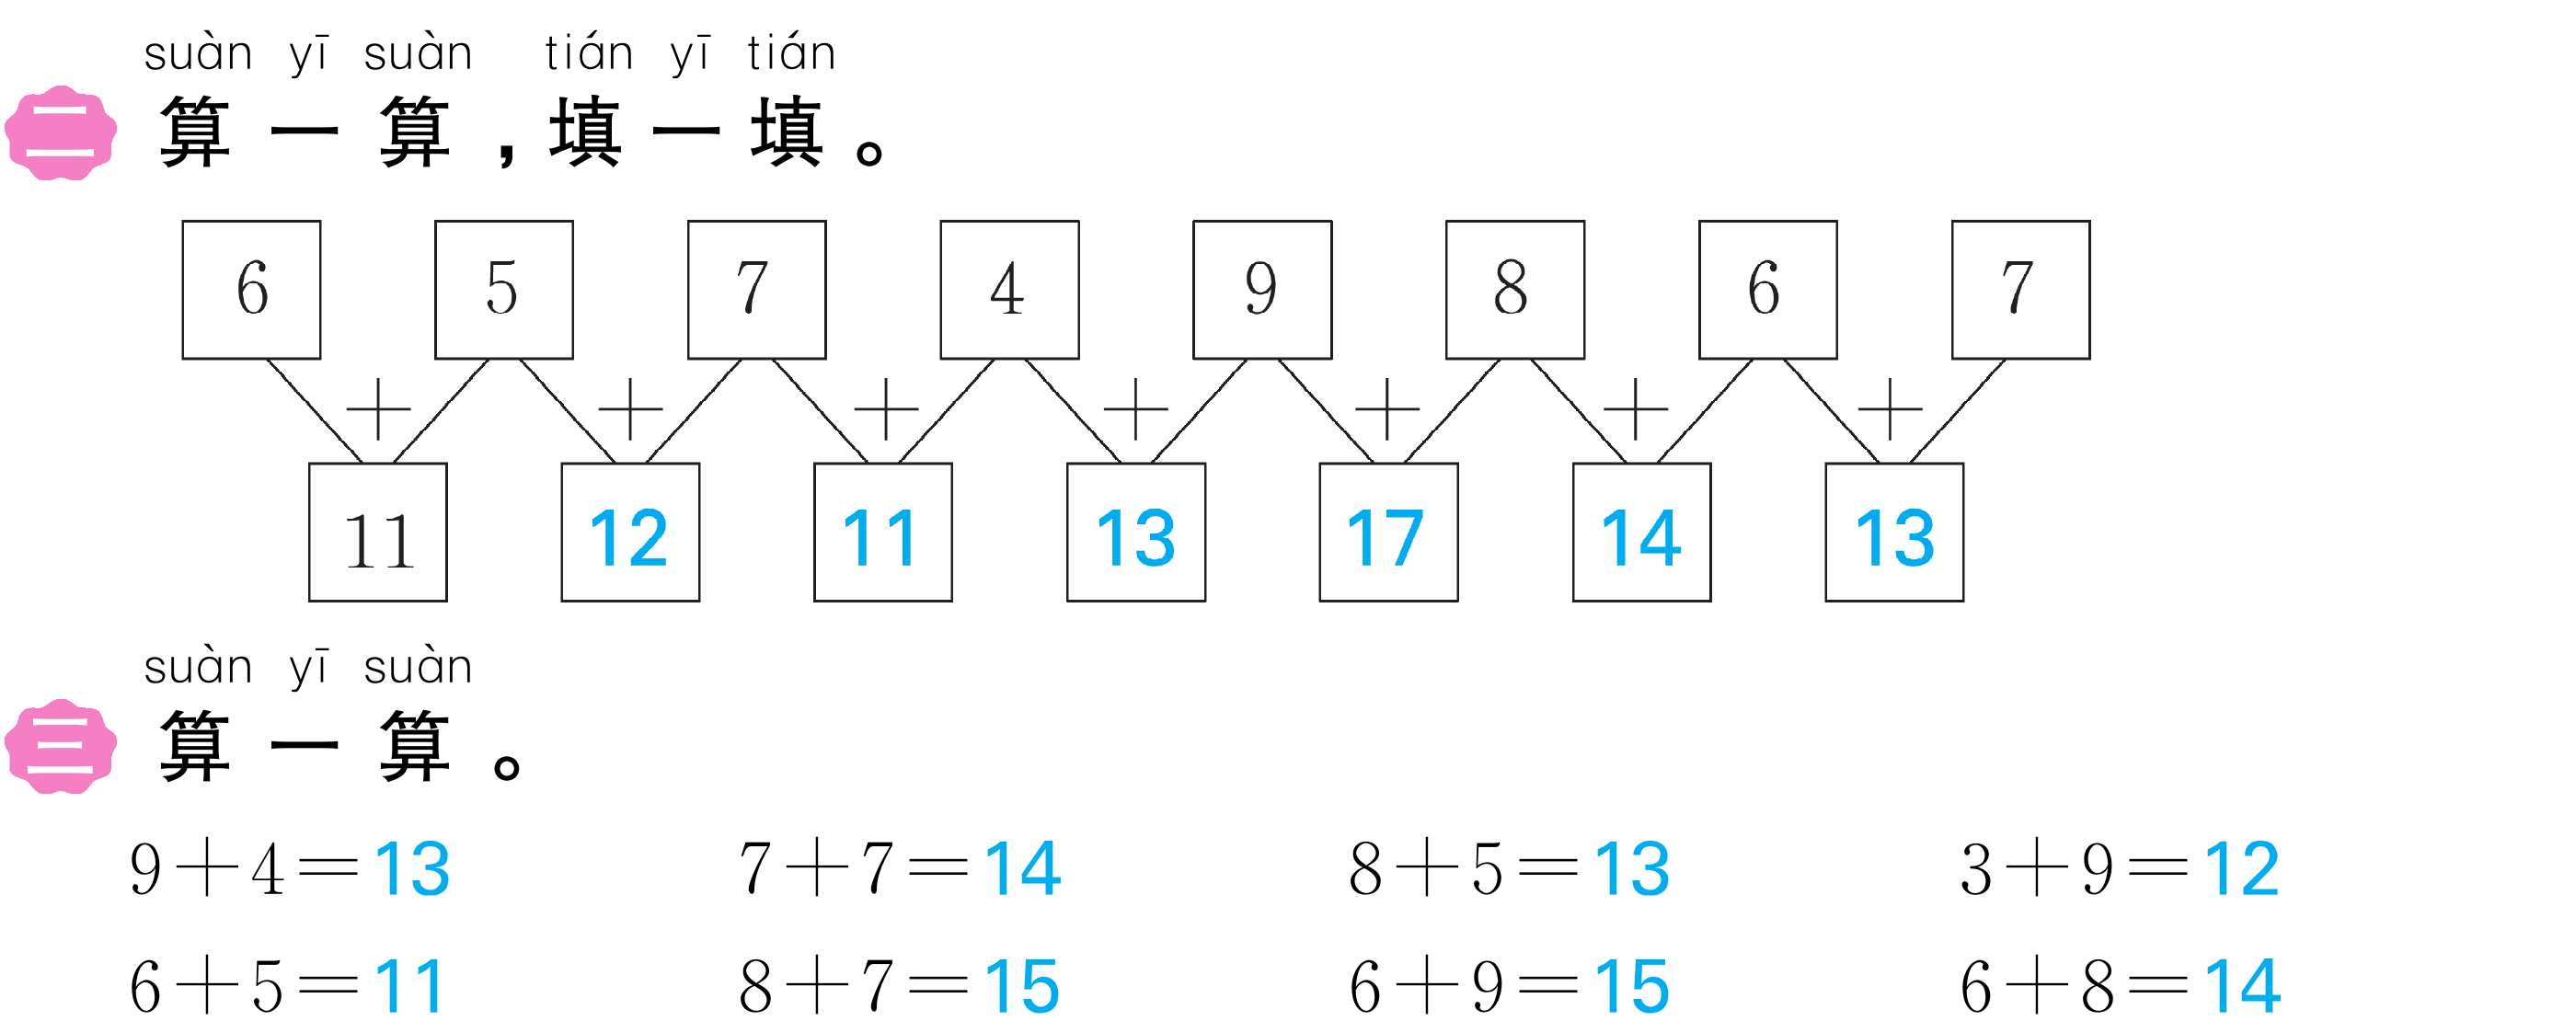 suàn yī suàn tián yī tián
二 算一算，填一填。
6 5 7 4 9 8 6 7
+ + + + + + +
11 12 11 13 17 14 13
suàn yī suàn
三 算一算。
9+4=13 7+7=14 8+5=13 3+9=12
6+5=11 8+7=15 6+9=15 6+8=14